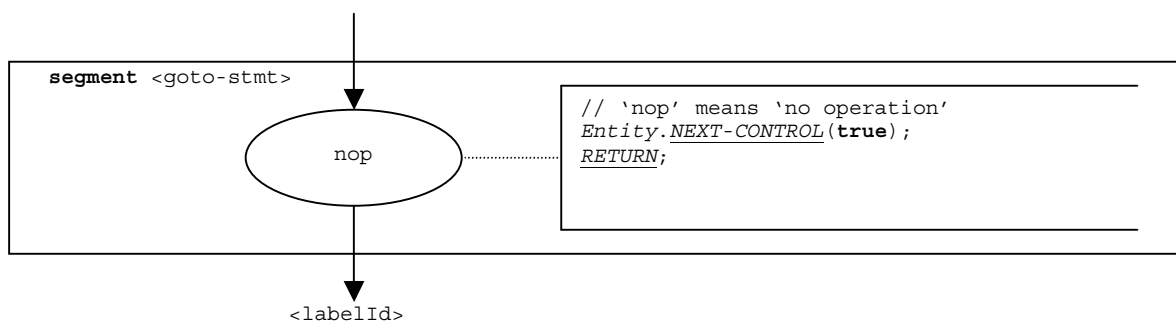 segment <goto-stmt>
// ‘nop’ means ‘no operation’
Entity.NEXT-CONTROL(true);
RETURN;
nop
<labelId>